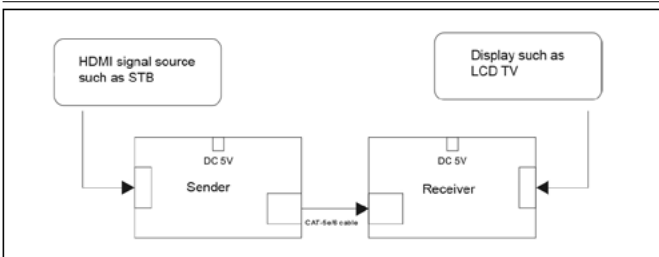 HDMI signal source
such as STB
Display such as
LCD TV
DC 5V
DC 5V
Sender
Receiver
CAT-5e/6 cable